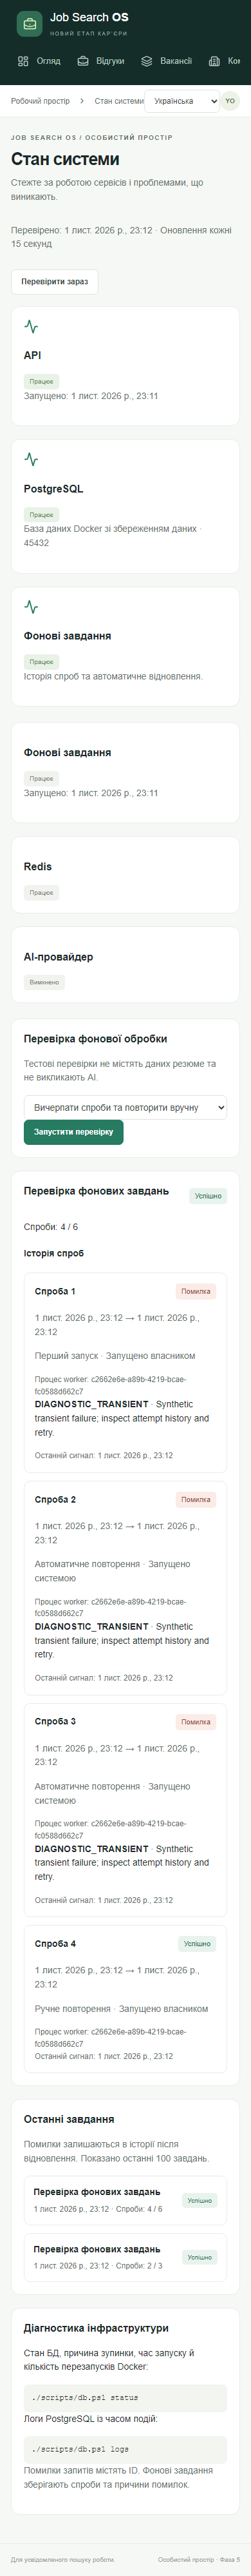 Job Search OS
НОВИЙ ЕТАП КАР'ЄРИ
Огляд Відгуки Вакансії Ком
Робочий простір > Стан системи Українська YO
JOB SEARCH OS / ОСОБИСТИЙ ПРОСТІР
Стан системи
Стежте за роботою сервісів і проблемами, що
виникають.
Перевірено: 1 лист. 2026 р., 23:12 · Оновлення кожні
15 секунд
Перевірити зараз
API
Працює
Запущено: 1 лист. 2026 р., 23:11
PostgreSQL
Працює
База даних Docker зі збереженням даних ·
45432
Фонові завдання
Працює
Історія спроб та автоматичне відновлення.
Фонові завдання
Працює
Запущено: 1 лист. 2026 р., 23:11
Redis
Працює
AI-провайдер
Вимкнено
Перевірка фонової обробки
Тестові перевірки не містять даних резюме та
не викликають AI.
Вичерпати спроби та повторити вручну
Запустити перевірку
Перевірка фонових завдань Успішно
Спроби: 4 / 6
Історія спроб
Спроба 1 Помилка
1 лист. 2026 р., 23:12 → 1 лист. 2026 р.,
23:12
Перший запуск · Запущено власником
Процес worker: c2662e6e-a89b-4219-bcae-
fc0588d662c7
DIAGNOSTIC_TRANSIENT · Synthetic
transient failure; inspect attempt history and
retry.
Останній сигнал: 1 лист. 2026 р., 23:12
Спроба 2 Помилка
1 лист. 2026 р., 23:12 → 1 лист. 2026 р.,
23:12
Автоматичне повторення · Запущено
системою
Процес worker: c2662e6e-a89b-4219-bcae-
fc0588d662c7
DIAGNOSTIC_TRANSIENT · Synthetic
transient failure; inspect attempt history and
retry.
Останній сигнал: 1 лист. 2026 р., 23:12
Спроба 3 Помилка
1 лист. 2026 р., 23:12 → 1 лист. 2026 р.,
23:12
Автоматичне повторення · Запущено
системою
Процес worker: c2662e6e-a89b-4219-bcae-
fc0588d662c7
DIAGNOSTIC_TRANSIENT · Synthetic
transient failure; inspect attempt history and
retry.
Останній сигнал: 1 лист. 2026 р., 23:12
Спроба 4 Успішно
1 лист. 2026 р., 23:12 → 1 лист. 2026 р.,
23:12
Ручне повторення · Запущено власником
Процес worker: c2662e6e-a89b-4219-bcae-
fc0588d662c7
Останній сигнал: 1 лист. 2026 р., 23:12
Останні завдання
Помилки залишаються в історії після
відновлення. Показано останні 100 завдань.
Перевірка фонових завдань Успішно
1 лист. 2026 р., 23:12 · Спроби: 4 / 6
Перевірка фонових завдань Успішно
1 лист. 2026 р., 23:12 · Спроби: 2 / 3
Діагностика інфраструктури
Стан БД, причина зупинки, час запуску й
кількість перезапусків Docker:
./scripts/db.ps1 status
Логи PostgreSQL із часом подій:
./scripts/db.ps1 logs
Помилки запитів містять ID. Фонові завдання
зберігають спроби та причини помилок.
Для усвідомленого пошуку роботи. Особистий простір · Фаза 5